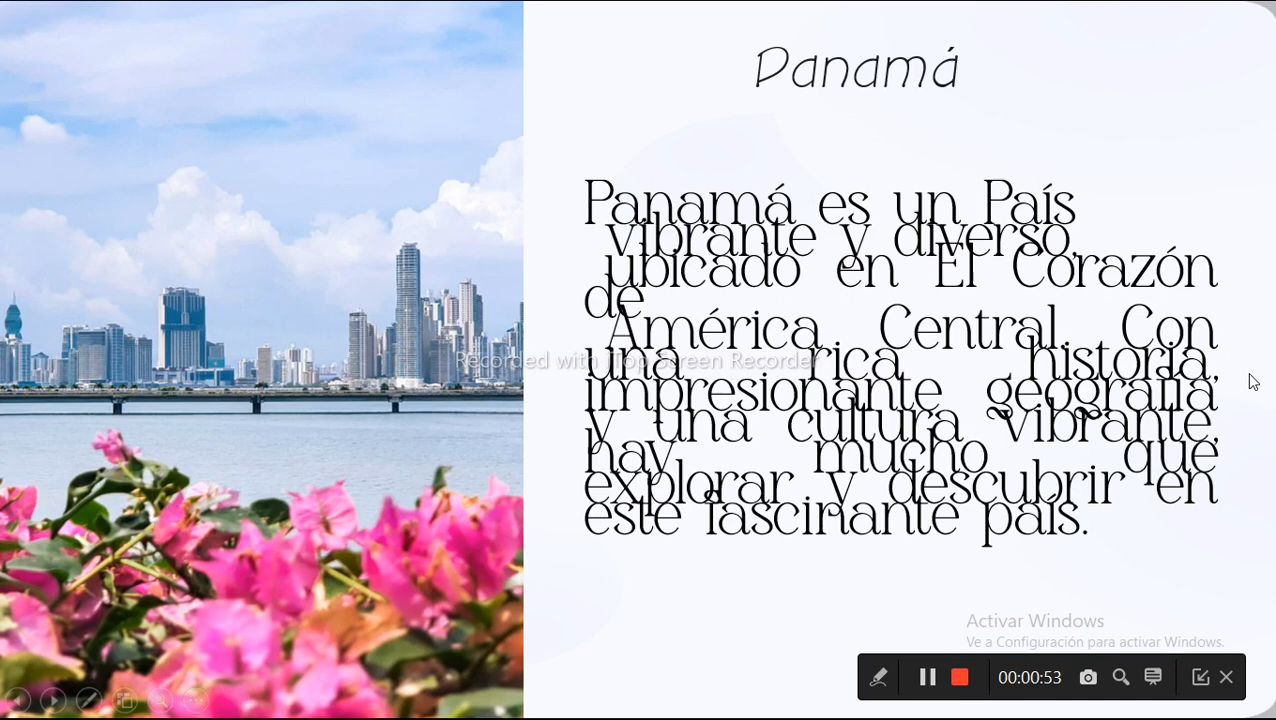 Panamá
Panamá es un País
vibrante y diverso,
ubicado en El Corazón
de
América Central. Con
una rica historia,
impresionante geografía
y una cultura vibrante,
hay mucho que
explorar y descubrir en
este fascinante país.
Recorded with iTop Screen Recorder
Activar Windows
Ve a Configuración para activar Windows.
00:00:53